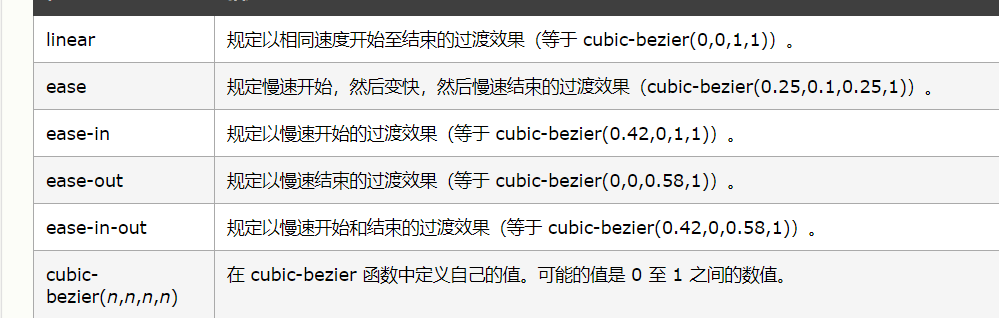 linear
规定以相同速度开始至结束的过渡效果（等于 cubic-bezier(0,0,1,1)）。
ease
规定慢速开始，然后变快，然后慢速结束的过渡效果（cubic-bezier(0.25,0.1,0.25,1)）。
ease-in
规定以慢速开始的过渡效果（等于 cubic-bezier(0.42,0,1,1)）。
ease-out
规定以慢速结束的过渡效果（等于 cubic-bezier(0,0,0.58,1)）。
ease-in-out
规定以慢速开始和结束的过渡效果（等于 cubic-bezier(0.42,0,0.58,1)）。
cubic-
bezier(n,n,n,n)
在 cubic-bezier 函数中定义自己的值。可能的值是 0 至 1 之间的数值。